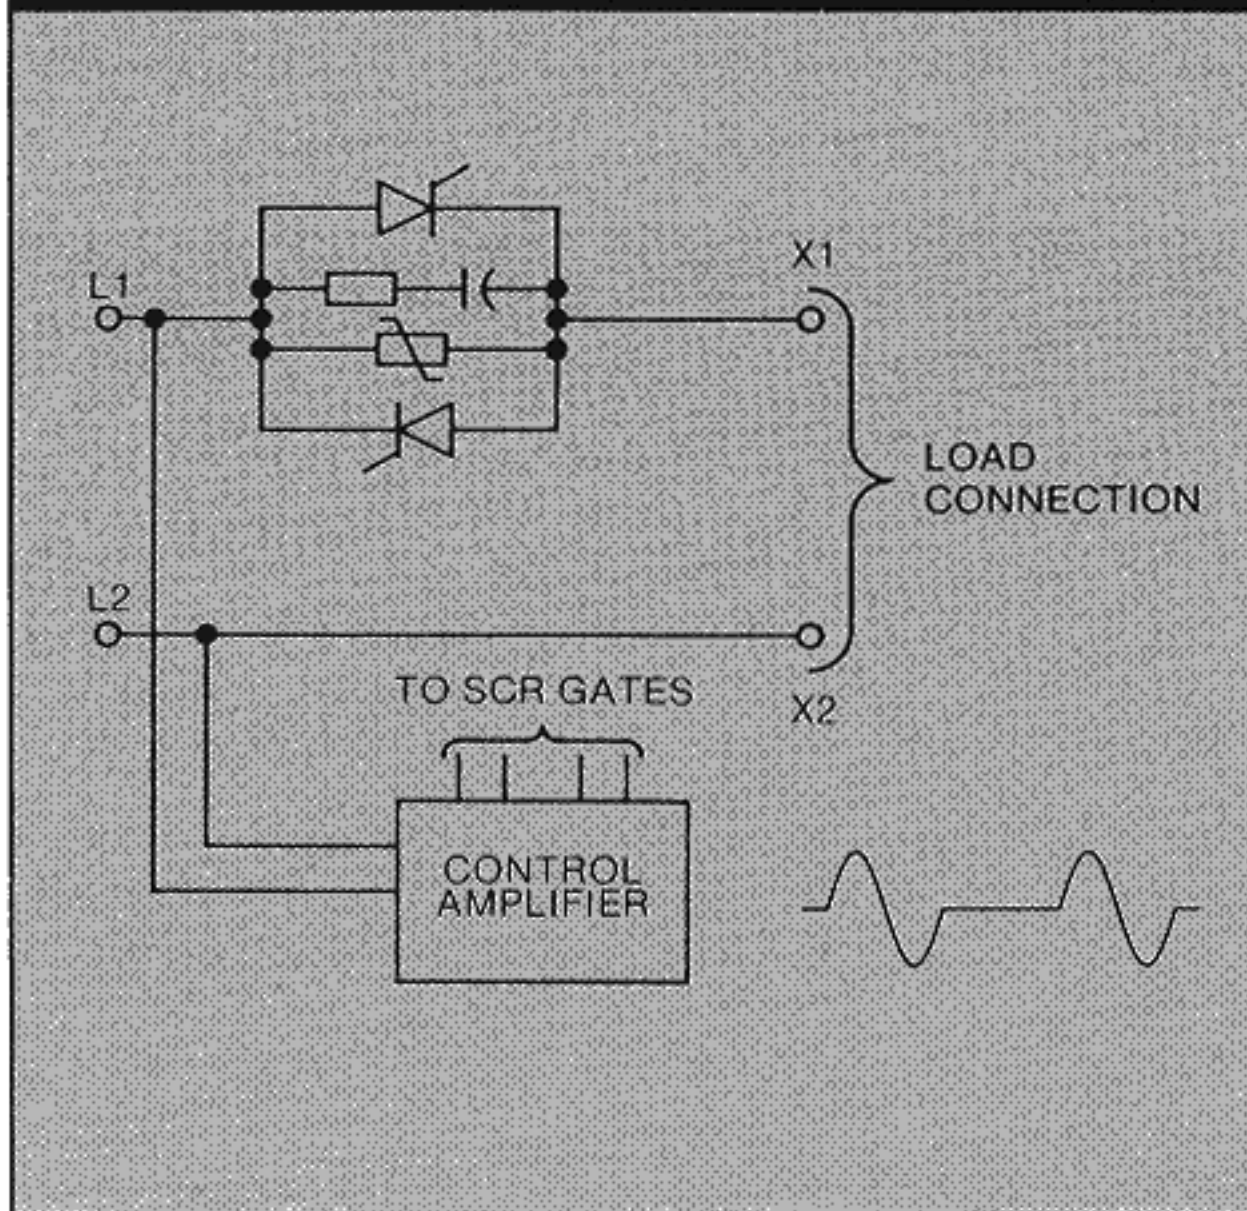 L1
X1
LOAD
CONNECTION
L2
TO SCR GATES
X2
CONTROL
AMPLIFIER